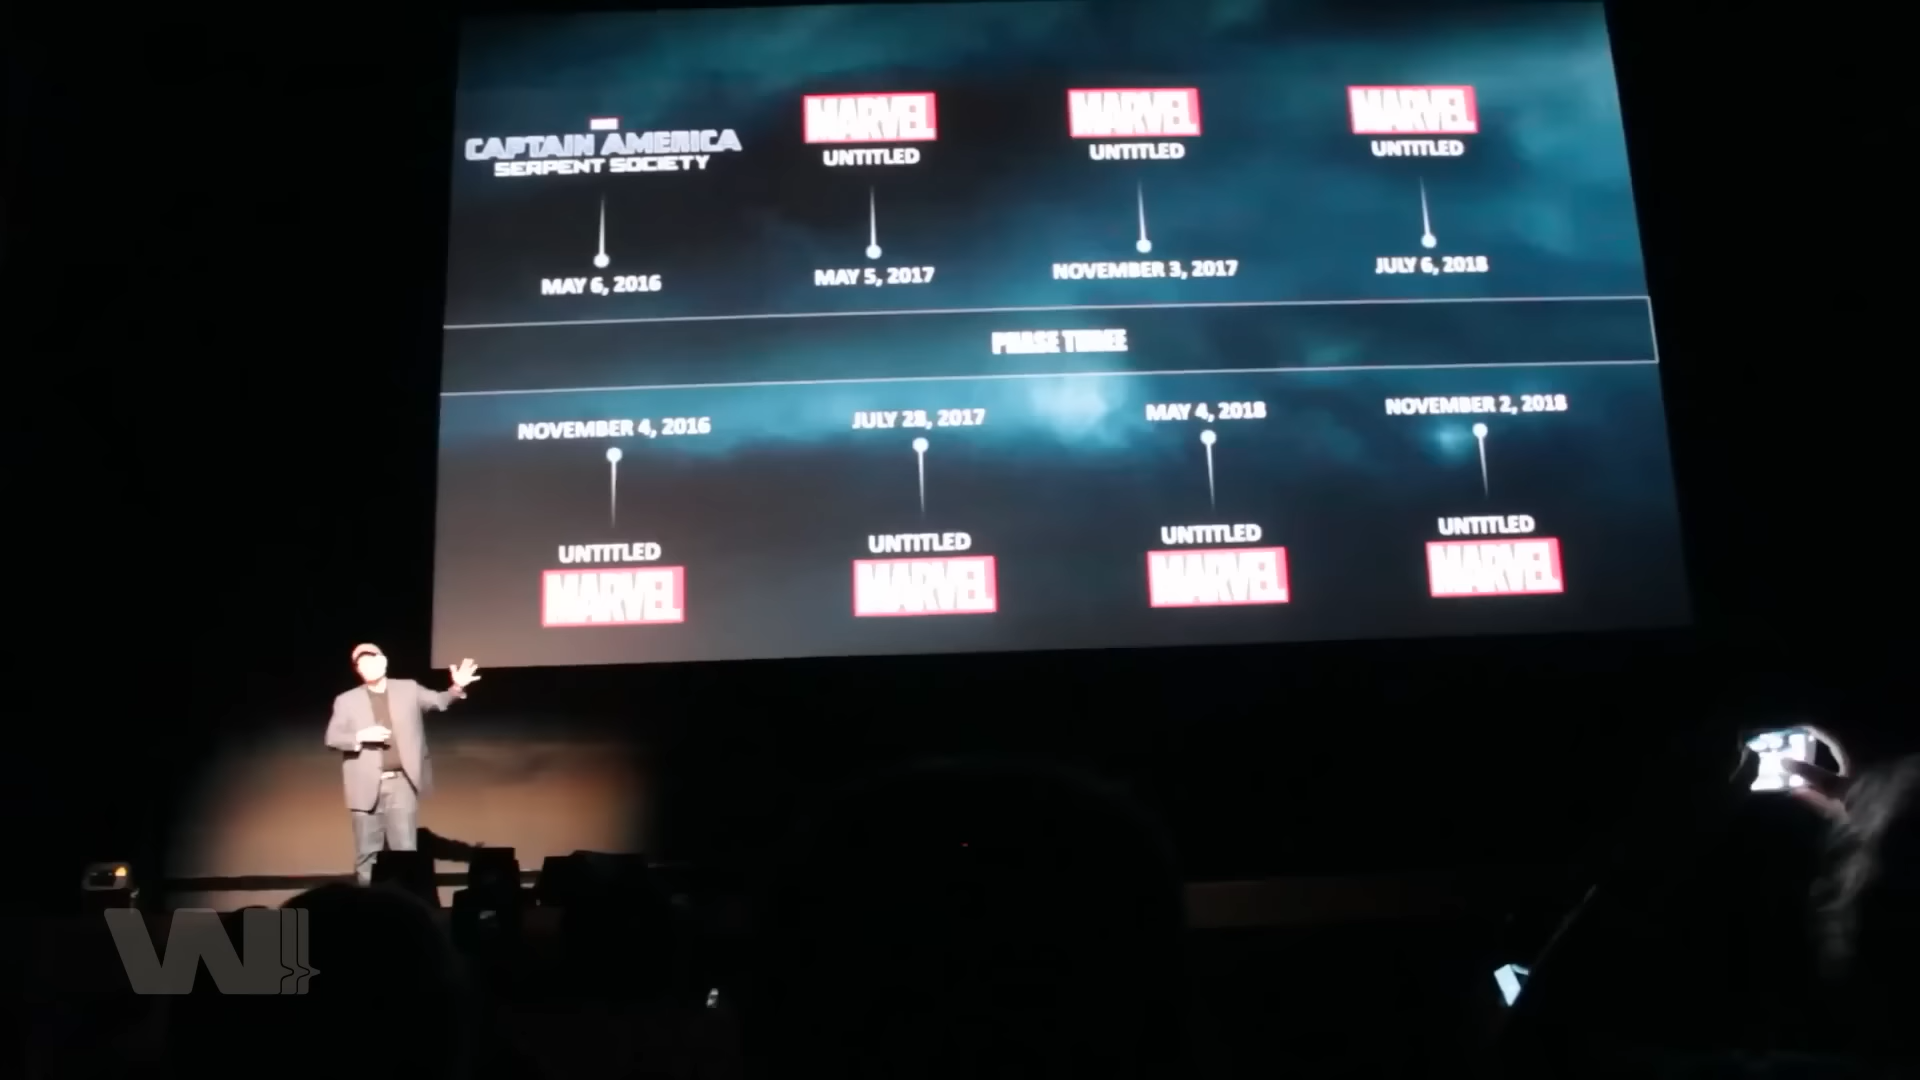 CAPTAIN AMERICA
SERPENT SOCIETY
MAY 6, 2016
MARVEL
UNTITLED
MAY 5, 2017
MARVEL
UNTITLED
NOVEMBER 3, 2017
MARVEL
UNTITLED
JULY 6, 2018
PHASE THREE
NOVEMBER 4, 2016
UNTITLED
MARVEL
JULY 28, 2017
UNTITLED
MARVEL
MAY 4, 2018
UNTITLED
MARVEL
NOVEMBER 2, 2018
UNTITLED
MARVEL